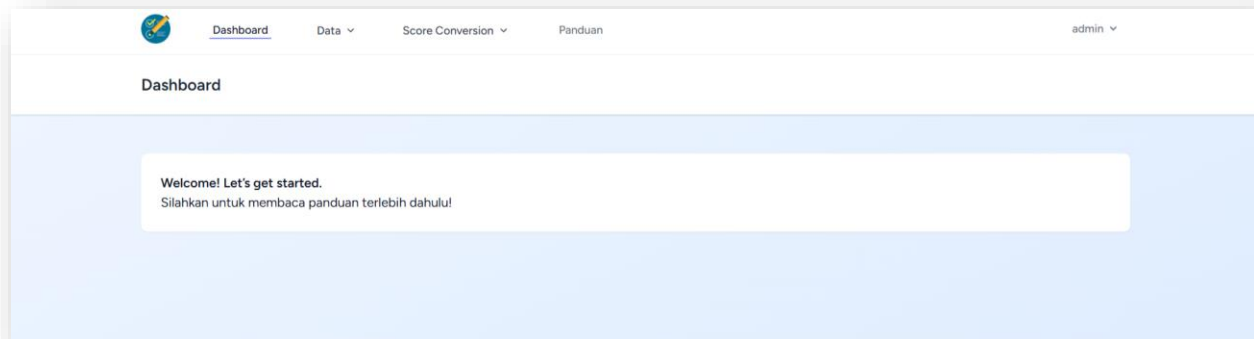 Dashboard Data Score Conversion Panduan admin
Dashboard
Welcome! Let's get started.
Silahkan untuk membaca panduan terlebih dahulu!